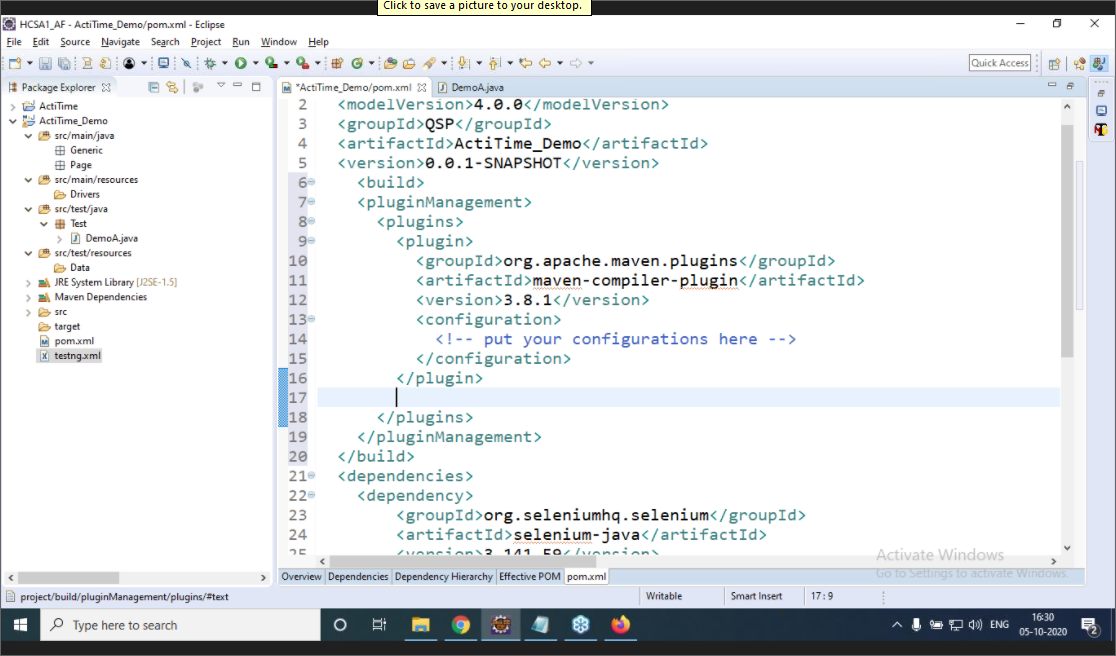 Click to save a picture to your desktop.
HCSA1_AF - ActiTime_Demo/pom.xml - Eclipse
File Edit Source Navigate Search Project Run Window Help
Quick Access
Package Explorer
*ActiTime_Demo/pom.xml DemoA.java
ActiTime
ActiTime_Demo
src/main/java
Generic
Page
src/main/resources
Drivers
src/test/java
Test
DemoA.java
src/test/resources
Data
JRE System Library [J2SE-1.5]
Maven Dependencies
src
target
pom.xml
testng.xml
2 <modelVersion>4.0.0</modelVersion>
3 <groupId>QSP</groupId>
4 <artifactId>ActiTime_Demo</artifactId>
5 <version>0.0.1-SNAPSHOT</version>
6 <build>
7 <pluginManagement>
8 <plugins>
9 <plugin>
10 <groupId>org.apache.maven.plugins</groupId>
11 <artifactId>maven-compiler-plugin</artifactId>
12 <version>3.8.1</version>
13 <configuration>
14 <!-- put your configurations here -->
15 </configuration>
16 </plugin>
17
18 </plugins>
19 </pluginManagement>
20 </build>
21 <dependencies>
22 <dependency>
23 <groupId>org.seleniumhq.selenium</groupId>
24 <artifactId>selenium-java</artifactId>
25 <version>3.141.59</version>
Activate Windows
Go to Settings to activate Windows.
Overview Dependencies Dependency Hierarchy Effective POM pom.xml
project/build/pluginManagement/plugins/#text Writable Smart Insert 17 : 9
Type here to search
ENG
16:30
05-10-2020
2